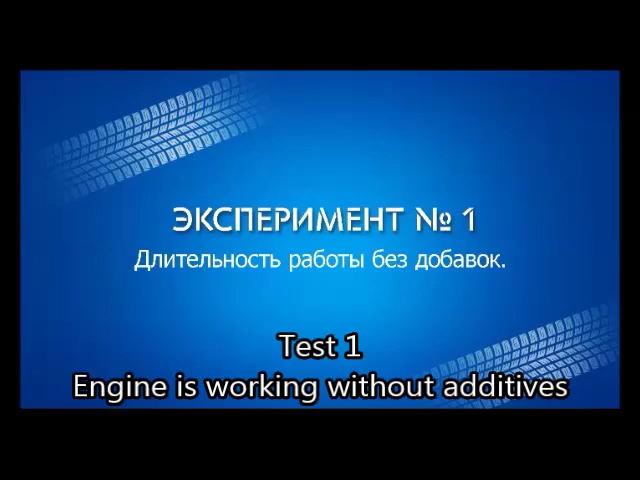 ЭКСПЕРИМЕНТ № 1
Длительность работы без добавок.
Test 1
Engine is working without additives